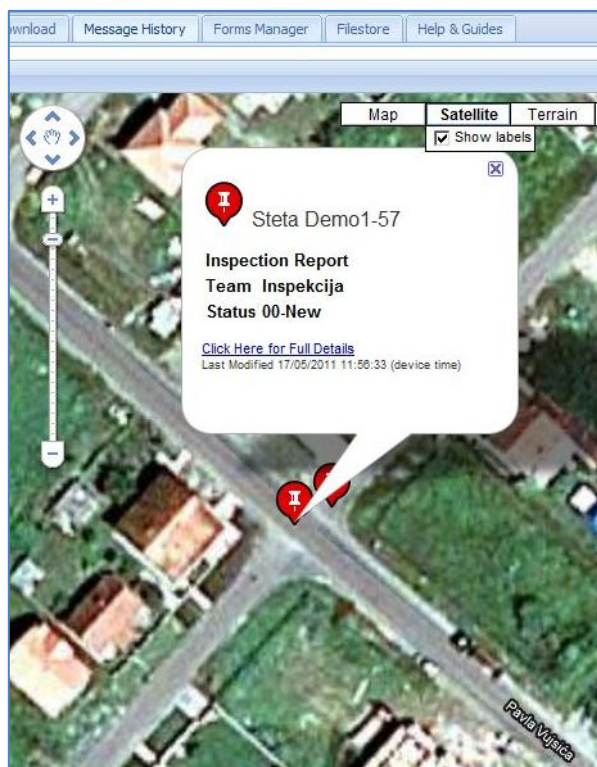 ownload Message History Forms Manager Filestore Help & Guides
Map Satellite Terrain
Show labels
Steta Demo1-57
Inspection Report
Team Inspekcija
Status 00-New
Click Here for Full Details
Last Modified 17/05/2011 11:56:33 (device time)
Pavla Vujsića